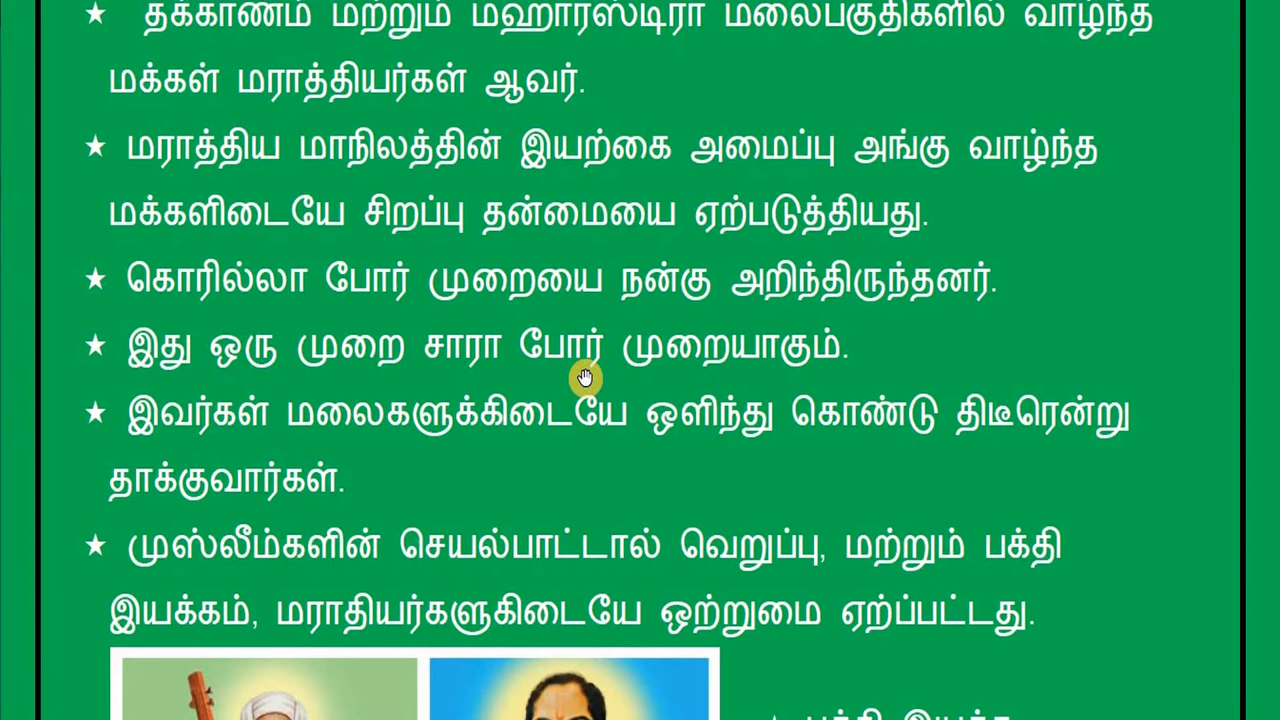 ★ தக்காணம் மற்றும் மஹாரஸ்டிரா மலைபகுதிகளில் வாழ்ந்த
மக்கள் மராத்தியர்கள் ஆவர்.
★ மராத்திய மாநிலத்தின் இயற்கை அமைப்பு அங்கு வாழ்ந்த
மக்களிடையே சிறப்பு தன்மையை ஏற்படுத்தியது.
★ கொரில்லா போர் முறையை நன்கு அறிந்திருந்தனர்.
★ இது ஒரு முறை சாரா போர் முறையாகும்.
★ இவர்கள் மலைகளுக்கிடையே ஒளிந்து கொண்டு திடீரென்று
தாக்குவார்கள்.
★ முஸ்லீம்களின் செயல்பாட்டால் வெறுப்பு, மற்றும் பக்தி
இயக்கம், மராதியர்களுகிடையே ஒற்றுமை ஏற்ப்பட்டது.